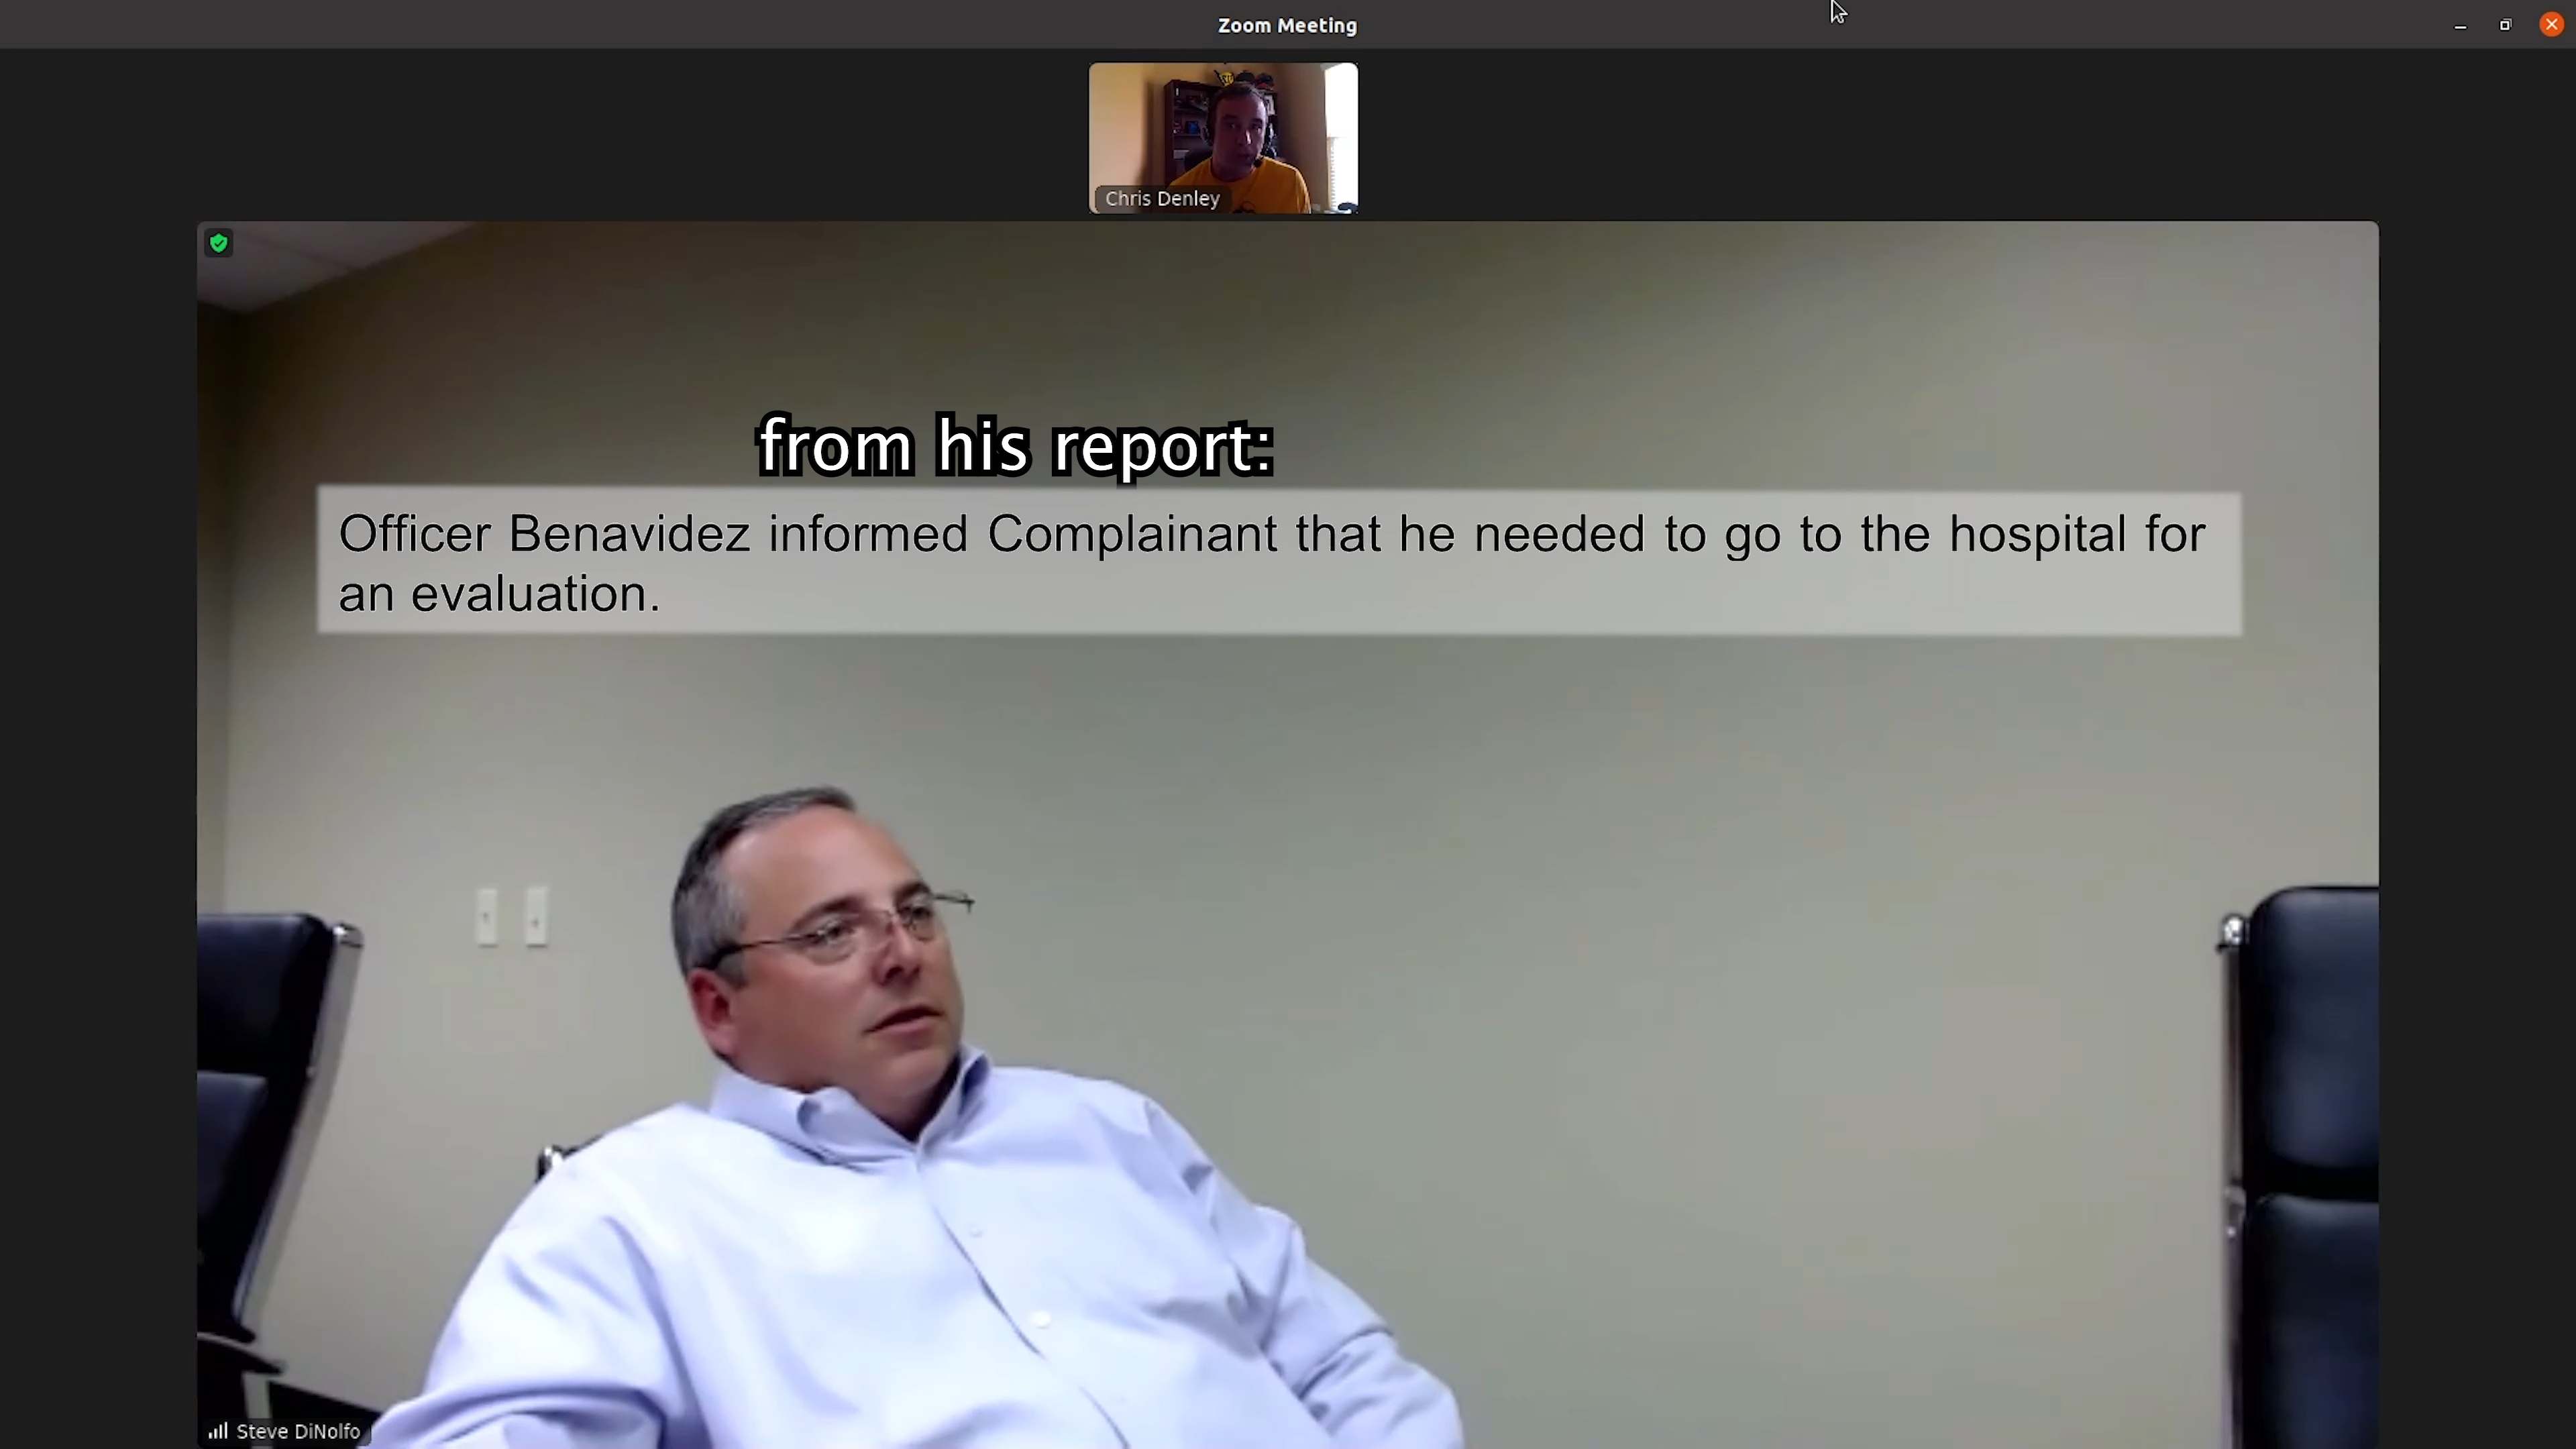 Zoom Meeting
Chris Denley
from his report:
Officer Benavidez informed Complainant that he needed to go to the hospital for
an evaluation.
Steve DiNolfo